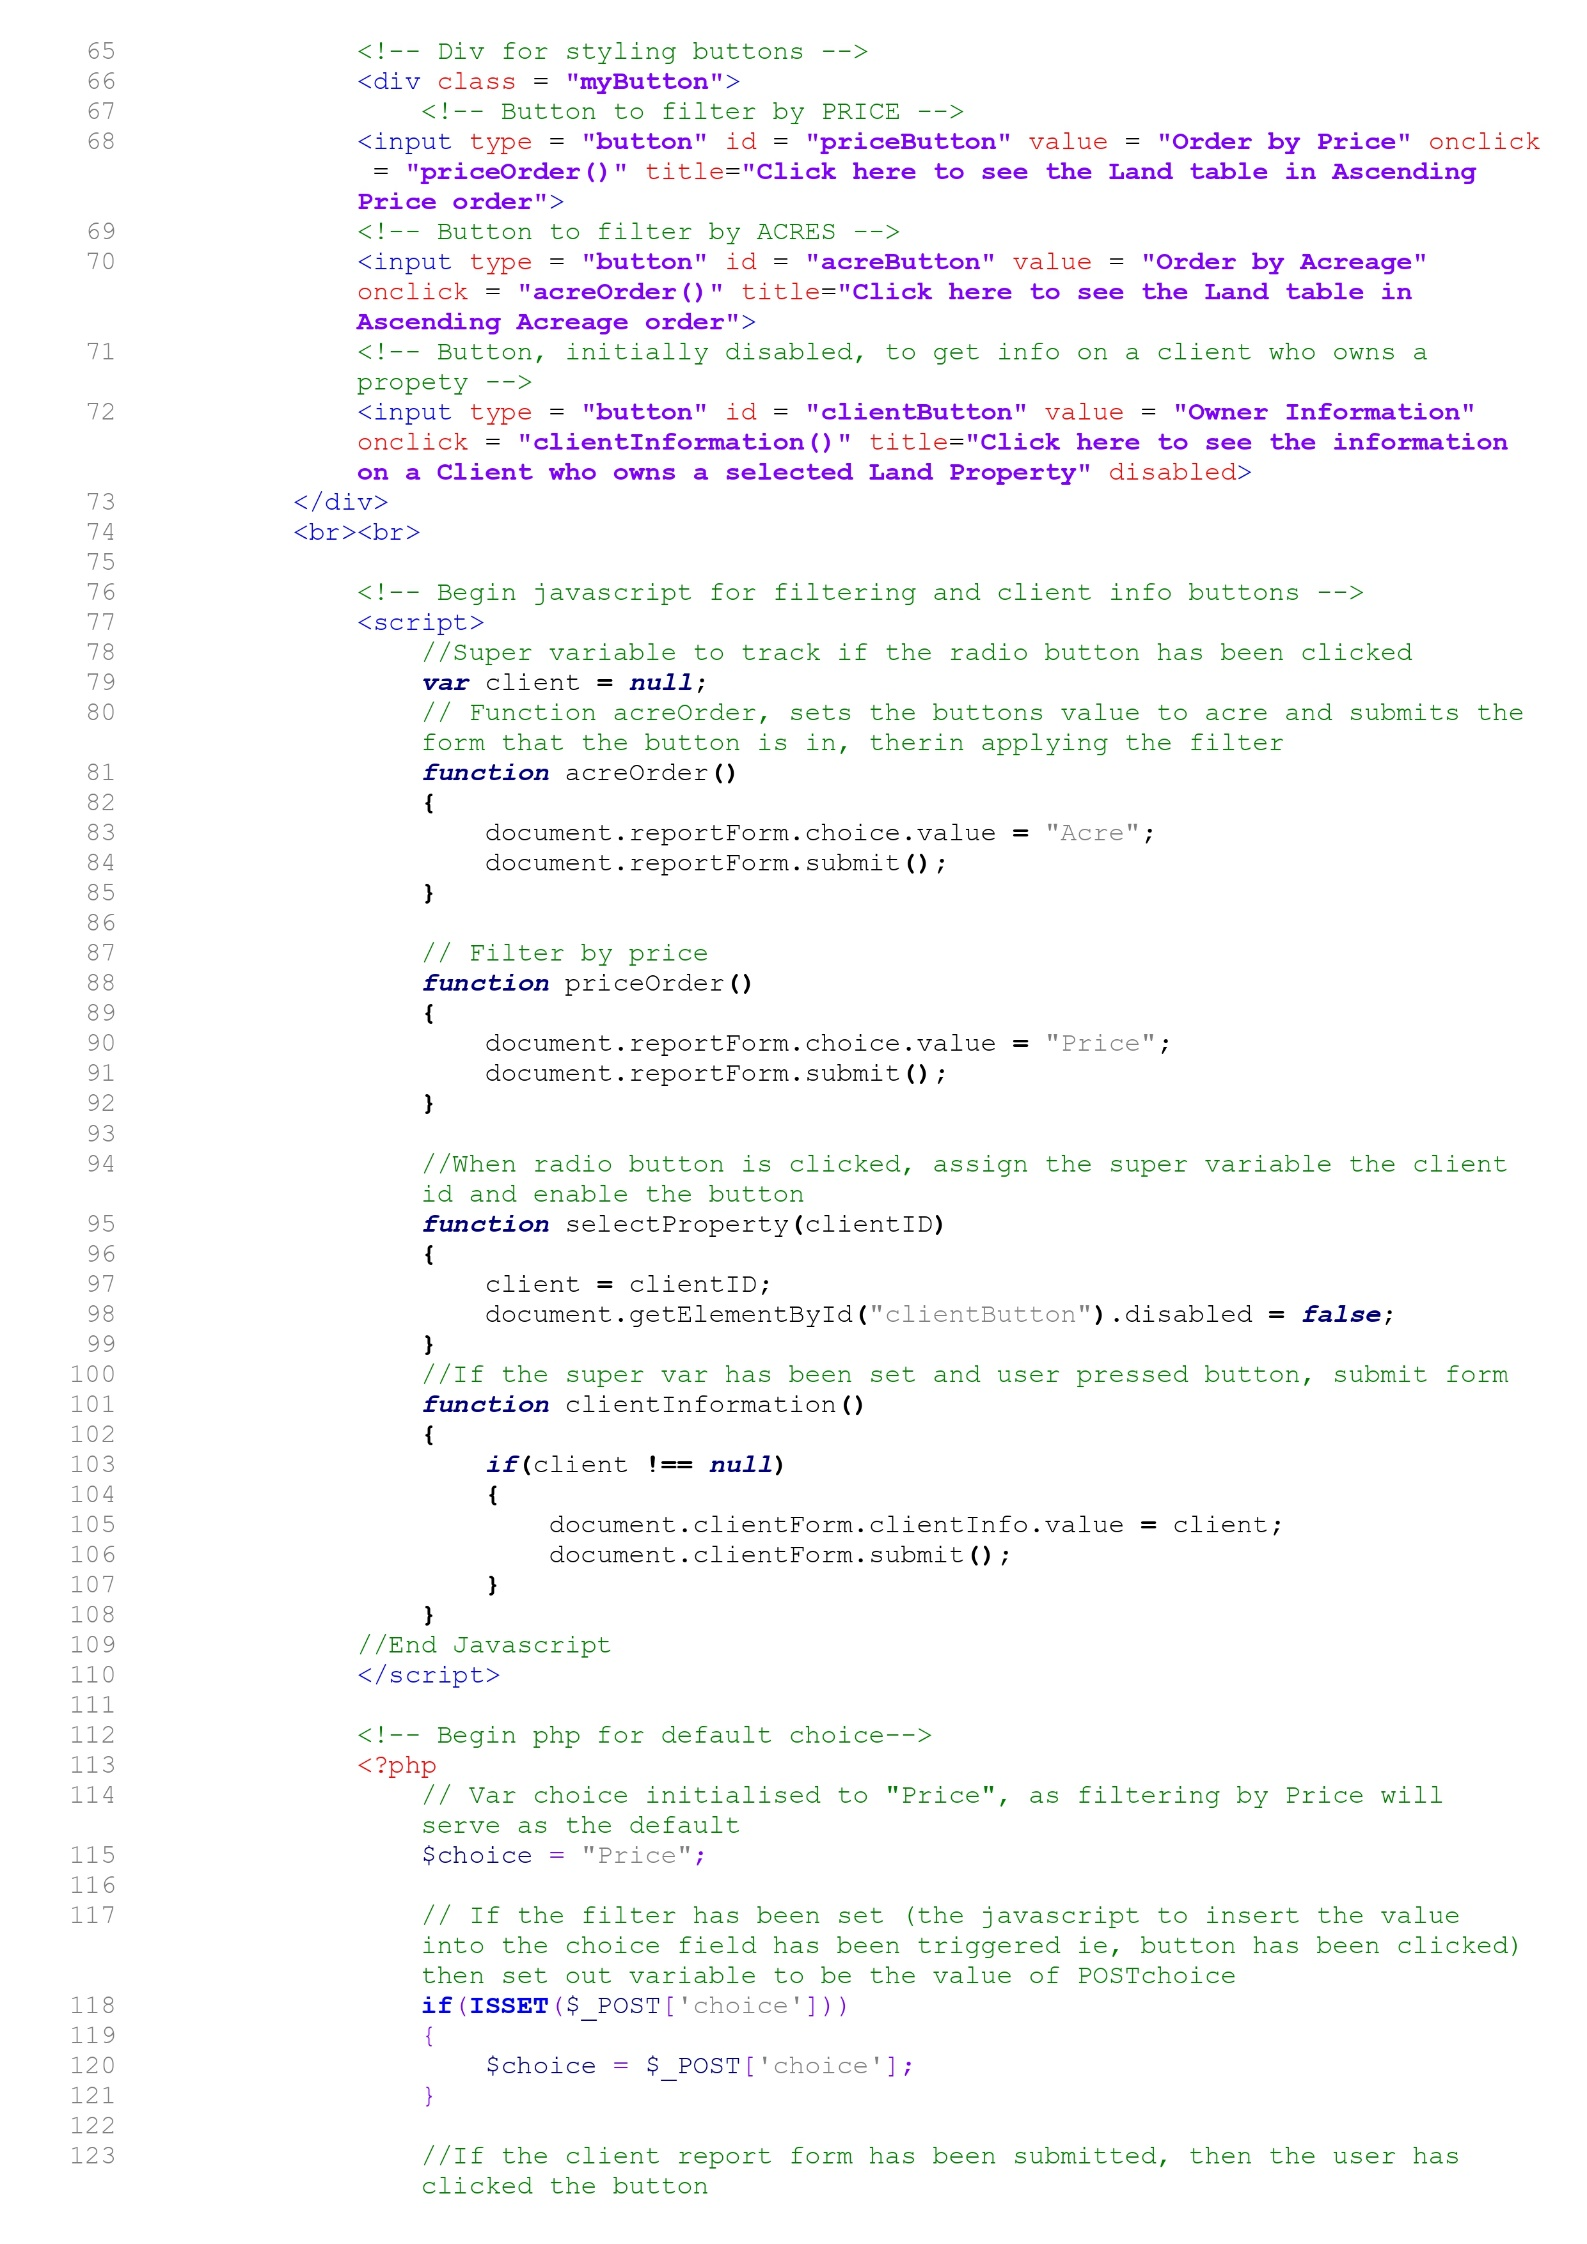 65 <!-- Div for styling buttons -->
66 <div class = "myButton">
67 <!-- Button to filter by PRICE -->
68 <input type = "button" id = "priceButton" value = "Order by Price" onclick
= "priceOrder()" title="Click here to see the Land table in Ascending
Price order">
69 <!-- Button to filter by ACRES -->
70 <input type = "button" id = "acreButton" value = "Order by Acreage"
onclick = "acreOrder()" title="Click here to see the Land table in
Ascending Acreage order">
71 <!-- Button, initially disabled, to get info on a client who owns a
propety -->
72 <input type = "button" id = "clientButton" value = "Owner Information"
onclick = "clientInformation()" title="Click here to see the information
on a Client who owns a selected Land Property" disabled>
73 </div>
74 <br><br>
75
76 <!-- Begin javascript for filtering and client info buttons -->
77 <script>
78 //Super variable to track if the radio button has been clicked
79 var client = null;
80 // Function acreOrder, sets the buttons value to acre and submits the
form that the button is in, therin applying the filter
81 function acreOrder()
82 {
83 document.reportForm.choice.value = "Acre";
84 document.reportForm.submit();
85 }
86
87 // Filter by price
88 function priceOrder()
89 {
90 document.reportForm.choice.value = "Price";
91 document.reportForm.submit();
92 }
93
94 //When radio button is clicked, assign the super variable the client
id and enable the button
95 function selectProperty(clientID)
96 {
97 client = clientID;
98 document.getElementById("clientButton").disabled = false;
99 }
100 //If the super var has been set and user pressed button, submit form
101 function clientInformation()
102 {
103 if(client !== null)
104 {
105 document.clientForm.clientInfo.value = client;
106 document.clientForm.submit();
107 }
108 }
109 //End Javascript
110 </script>
111
112 <!-- Begin php for default choice-->
113 <?php
114 // Var choice initialised to "Price", as filtering by Price will
serve as the default
115 $choice = "Price";
116
117 // If the filter has been set (the javascript to insert the value
into the choice field has been triggered ie, button has been clicked)
then set out variable to be the value of POSTchoice
118 if(ISSET($_POST['choice']))
119 {
120 $choice = $_POST['choice'];
121 }
122
123 //If the client report form has been submitted, then the user has
clicked the button